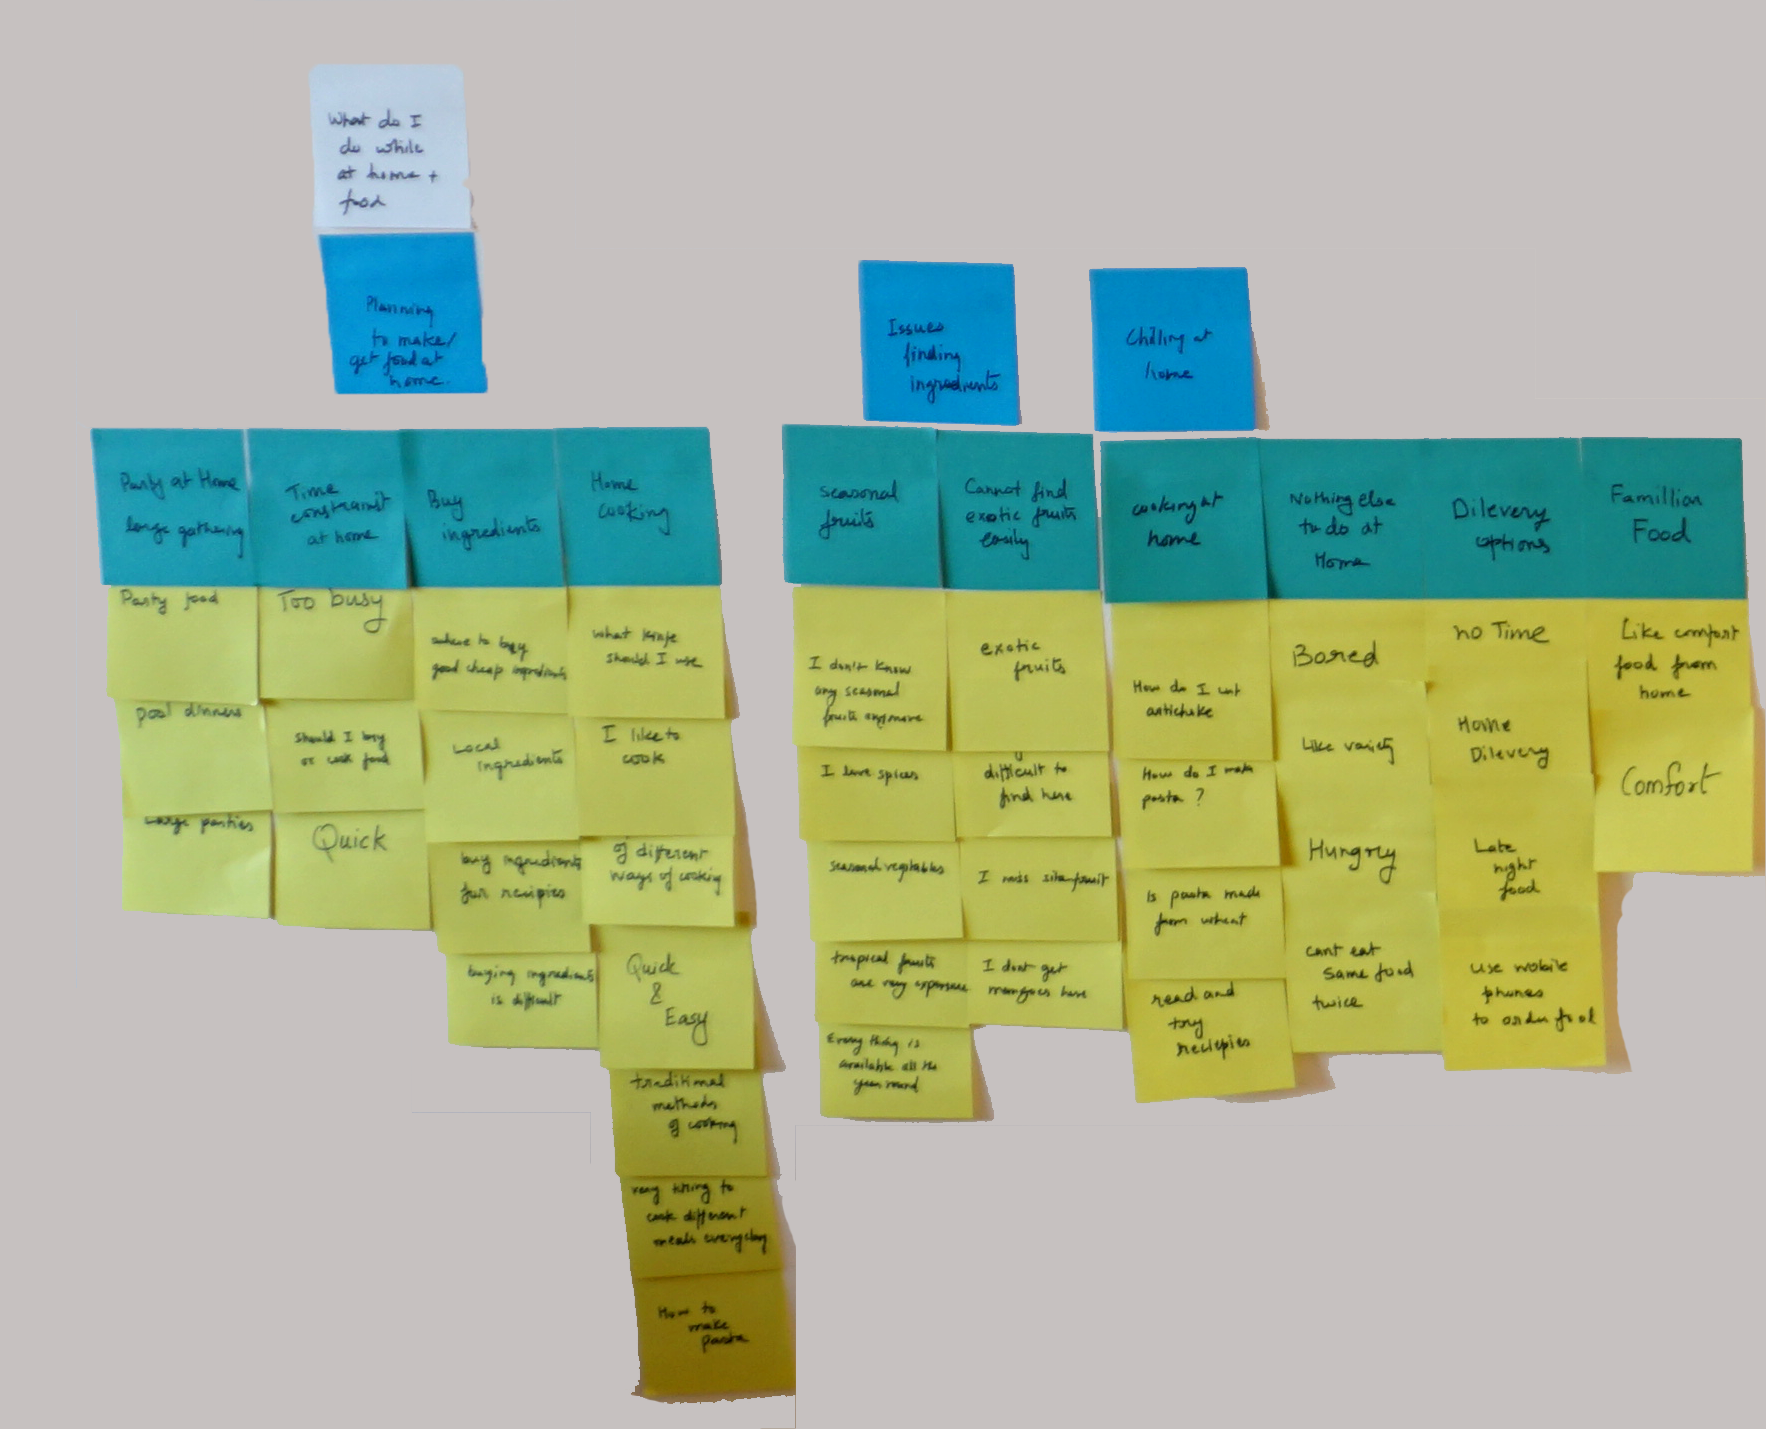 What do I
do while
at home +
food
Planning
to make/
get food at
home.
Issues
finding
ingredients
Chilling at
home
Party at Home
large gathering
Party food
pool dinners
Large parties
Time
constraint
at home
Too busy
should I buy
or cook food
Quick
Buy
ingredients
where to buy
good cheap ingredients
Local
ingredients
buy ingredients
for recipies
buying ingredients
is difficult
Home
cooking
what knife
should I use
I like to
cook
of different
ways of cooking
Quick
&
Easy
traditional
methods
of cooking
very tiring to
cook different
meals everyday
How to
make
pasta
seasonal
fruits
I don't know
any seasonal
fruits anymore
I love spices
seasonal vegetables
tropical fruits
are very expensive
Every thing is
available all the
year round
Cannot find
exotic fruits
easily
exotic
fruits
difficult to
find here
I miss starfruit
I dont get
mangoes here
cooking at
home
How do I cut
artichoke
How do I make
pasta ?
Is pasta made
from wheat
read and
try
reciepies
Nothing else
to do at
Home
Bored
Like variety
Hungry
cant eat
same food
twice
Dilevery
options
no Time
Home
Dilevery
Late
night
food
use mobile
phones
to order food
Famillian
Food
Like comfort
food from
home
Comfort